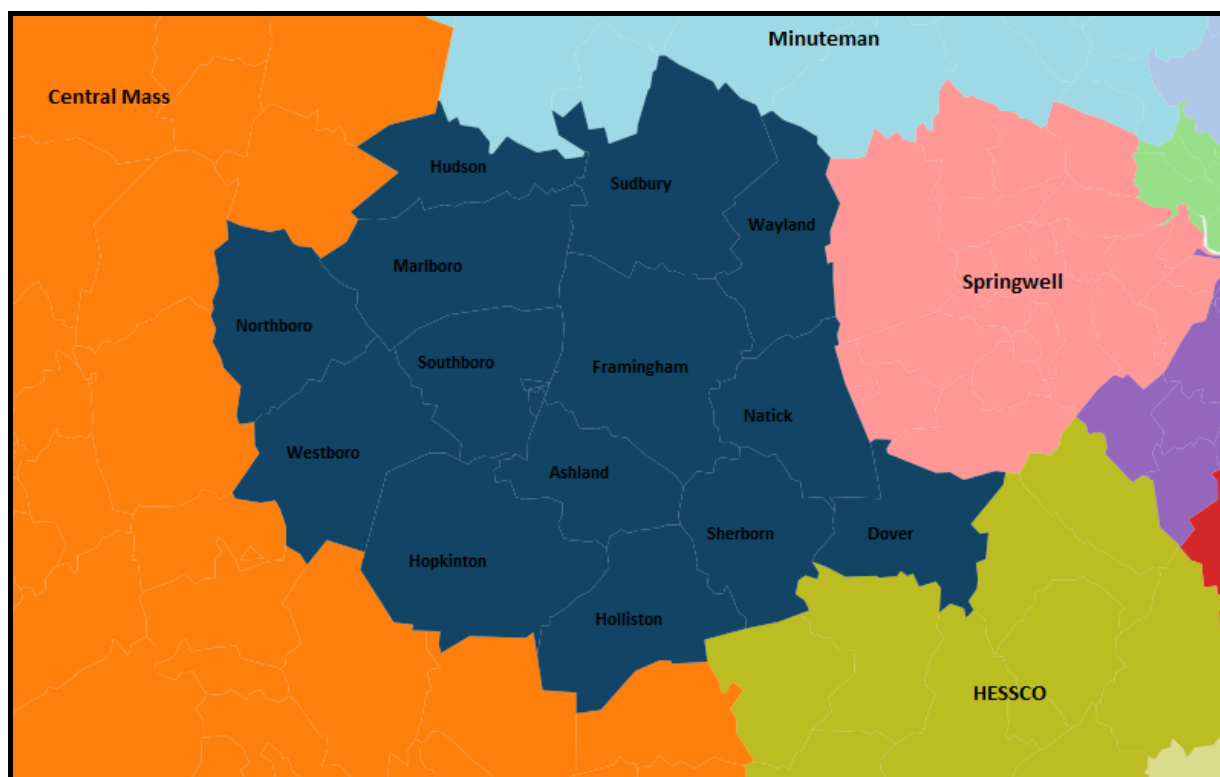 Minuteman
Central Mass
Hudson
Sudbury
Wayland
Marlboro
Springwell
Northboro
Southboro
Framingham
Natick
Westboro
Ashland
Sherborn
Dover
Hopkinton
Holliston
HESSCO